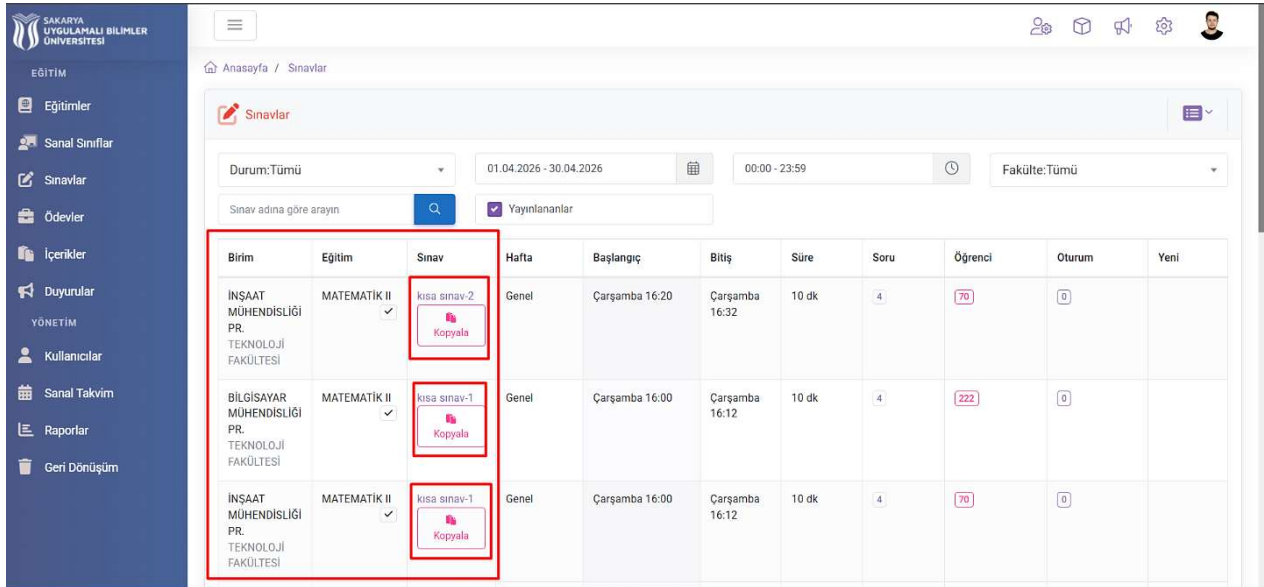 SAKARYA
UYGULAMALI BİLİMLER
ÜNİVERSİTESİ
EĞİTİM
Eğitimler
Sanal Sınıflar
Sınavlar
Ödevler
İçerikler
Duyurular
YÖNETİM
Kullanıcılar
Sanal Takvim
Raporlar
Geri Dönüşüm
Anasayfa / Sınavlar
Sınavlar
Durum:Tümü
01.04.2026 - 30.04.2026
00:00 - 23:59
Fakülte:Tümü
Sınav adına göre arayın
Yayınlananlar
Birim Eğitim Sınav Hafta Başlangıç Bitiş Süre Soru Öğrenci Oturum Yeni
İNŞAAT MATEMATİK II kısa sınav-2 Genel Çarşamba 16:20 Çarşamba 10 dk 4 70 0
MÜHENDİSLİĞİ 16:32
PR. Kopyala
TEKNOLOJİ
FAKÜLTESİ
BİLGİSAYAR MATEMATİK II kısa sınav-1 Genel Çarşamba 16:00 Çarşamba 10 dk 4 222 0
MÜHENDİSLİĞİ 16:12
PR. Kopyala
TEKNOLOJİ
FAKÜLTESİ
İNŞAAT MATEMATİK II kısa sınav-1 Genel Çarşamba 16:00 Çarşamba 10 dk 4 70 0
MÜHENDİSLİĞİ 16:12
PR. Kopyala
TEKNOLOJİ
FAKÜLTESİ